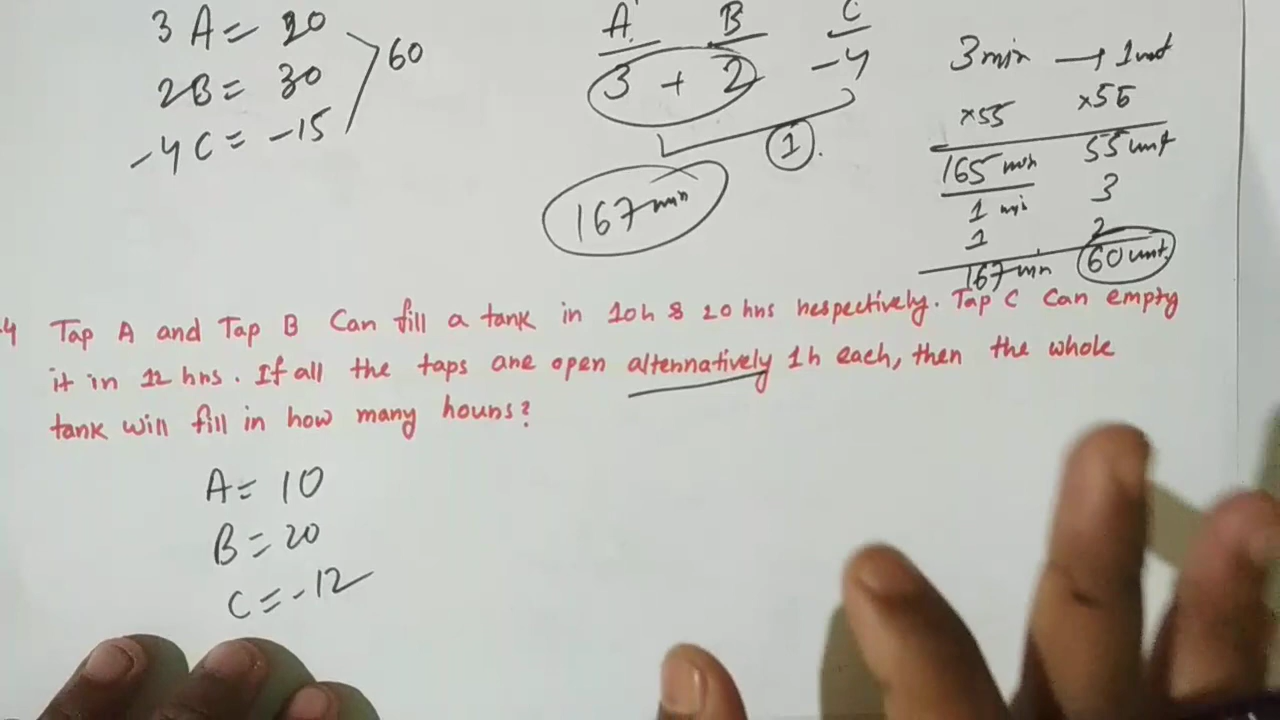 3 A = 20
2B = 30
-4 C = -15
60
A B C
3 + 2 -4
1.
167 min
3 min → 1 unit
×55 ×55
165 min 55 unit
1 min 3
1 2
167 min 60 unit.
4 Tap A and Tap B Can fill a tank in 10h & 20 hrs respectively. Tap C Can empty
it in 12 hrs. If all the taps are open alternatively 1h each, then the whole
tank will fill in how many hours?
A = 10
B = 20
C = -12